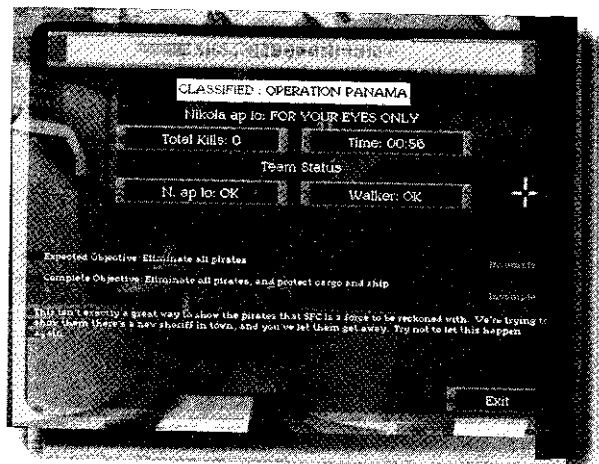 CLASSIFIED : OPERATION PANAMA
Nikola ap Io: FOR YOUR EYES ONLY
Total Kills: 0
Time: 00:56
Team Status
N. ap Io: OK
Walker: OK
Expected Objective: Eliminate all pirates
Complete Objective: Eliminate all pirates, and protect cargo and ship
This isn't exactly a great way to show the pirates that SFC is a force to be reckoned with. We're trying to
show them there's a new sheriff in town, and you've let them get away. Try not to let this happen
Exit